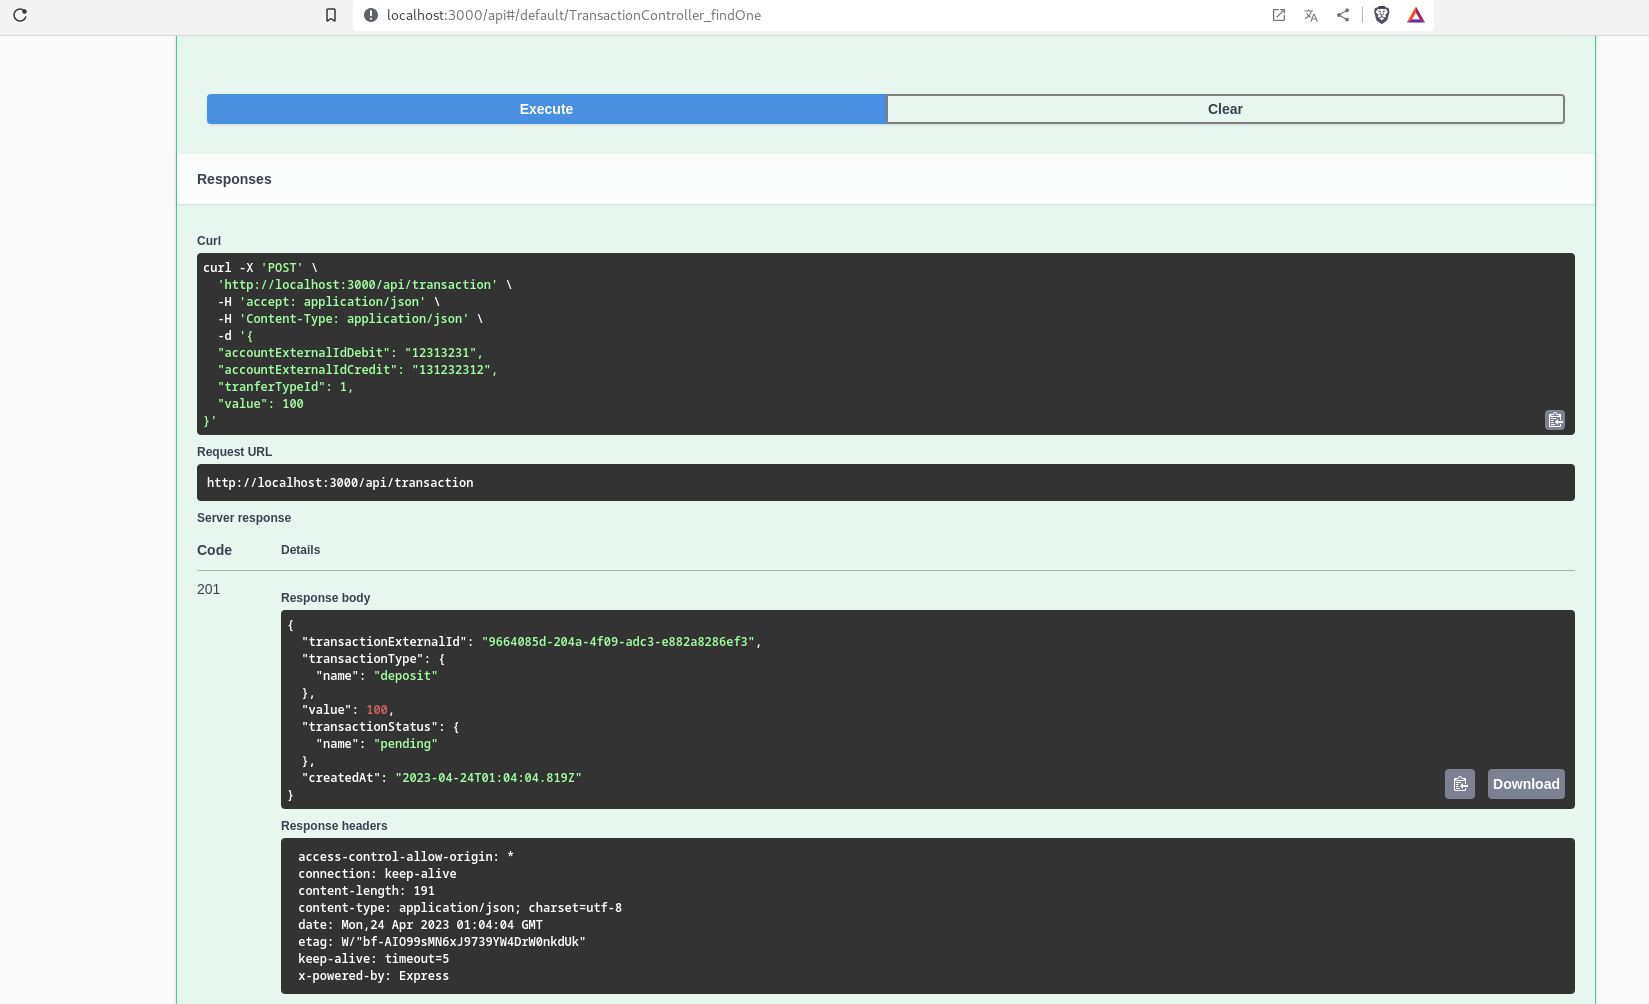 localhost:3000/api#/default/TransactionController_findOne
Execute
Clear
Responses
Curl
curl -X 'POST' \
  'http://localhost:3000/api/transaction' \
  -H 'accept: application/json' \
  -H 'Content-Type: application/json' \
  -d '{
  "accountExternalIdDebit": "12313231",
  "accountExternalIdCredit": "131232312",
  "tranferTypeId": 1,
  "value": 100
}'
Request URL
http://localhost:3000/api/transaction
Server response
Code Details
201
Response body
{
  "transactionExternalId": "9664085d-204a-4f09-adc3-e882a8286ef3",
  "transactionType": {
    "name": "deposit"
  },
  "value": 100,
  "transactionStatus": {
    "name": "pending"
  },
  "createdAt": "2023-04-24T01:04:04.819Z"
}
Download
Response headers
access-control-allow-origin: *
connection: keep-alive
content-length: 191
content-type: application/json; charset=utf-8
date: Mon,24 Apr 2023 01:04:04 GMT
etag: W/"bf-AIO99sMN6xJ9739YW4DrW0nkdUk"
keep-alive: timeout=5
x-powered-by: Express